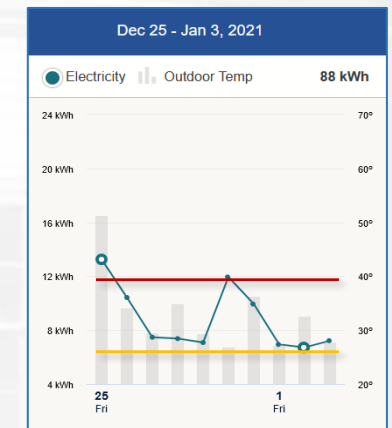 Dec 25 - Jan 3, 2021
Electricity Outdoor Temp 88 kWh
24 kWh 70°
20 kWh 60°
16 kWh 50°
12 kWh 40°
8 kWh 30°
4 kWh 20°
25 1
Fri Fri